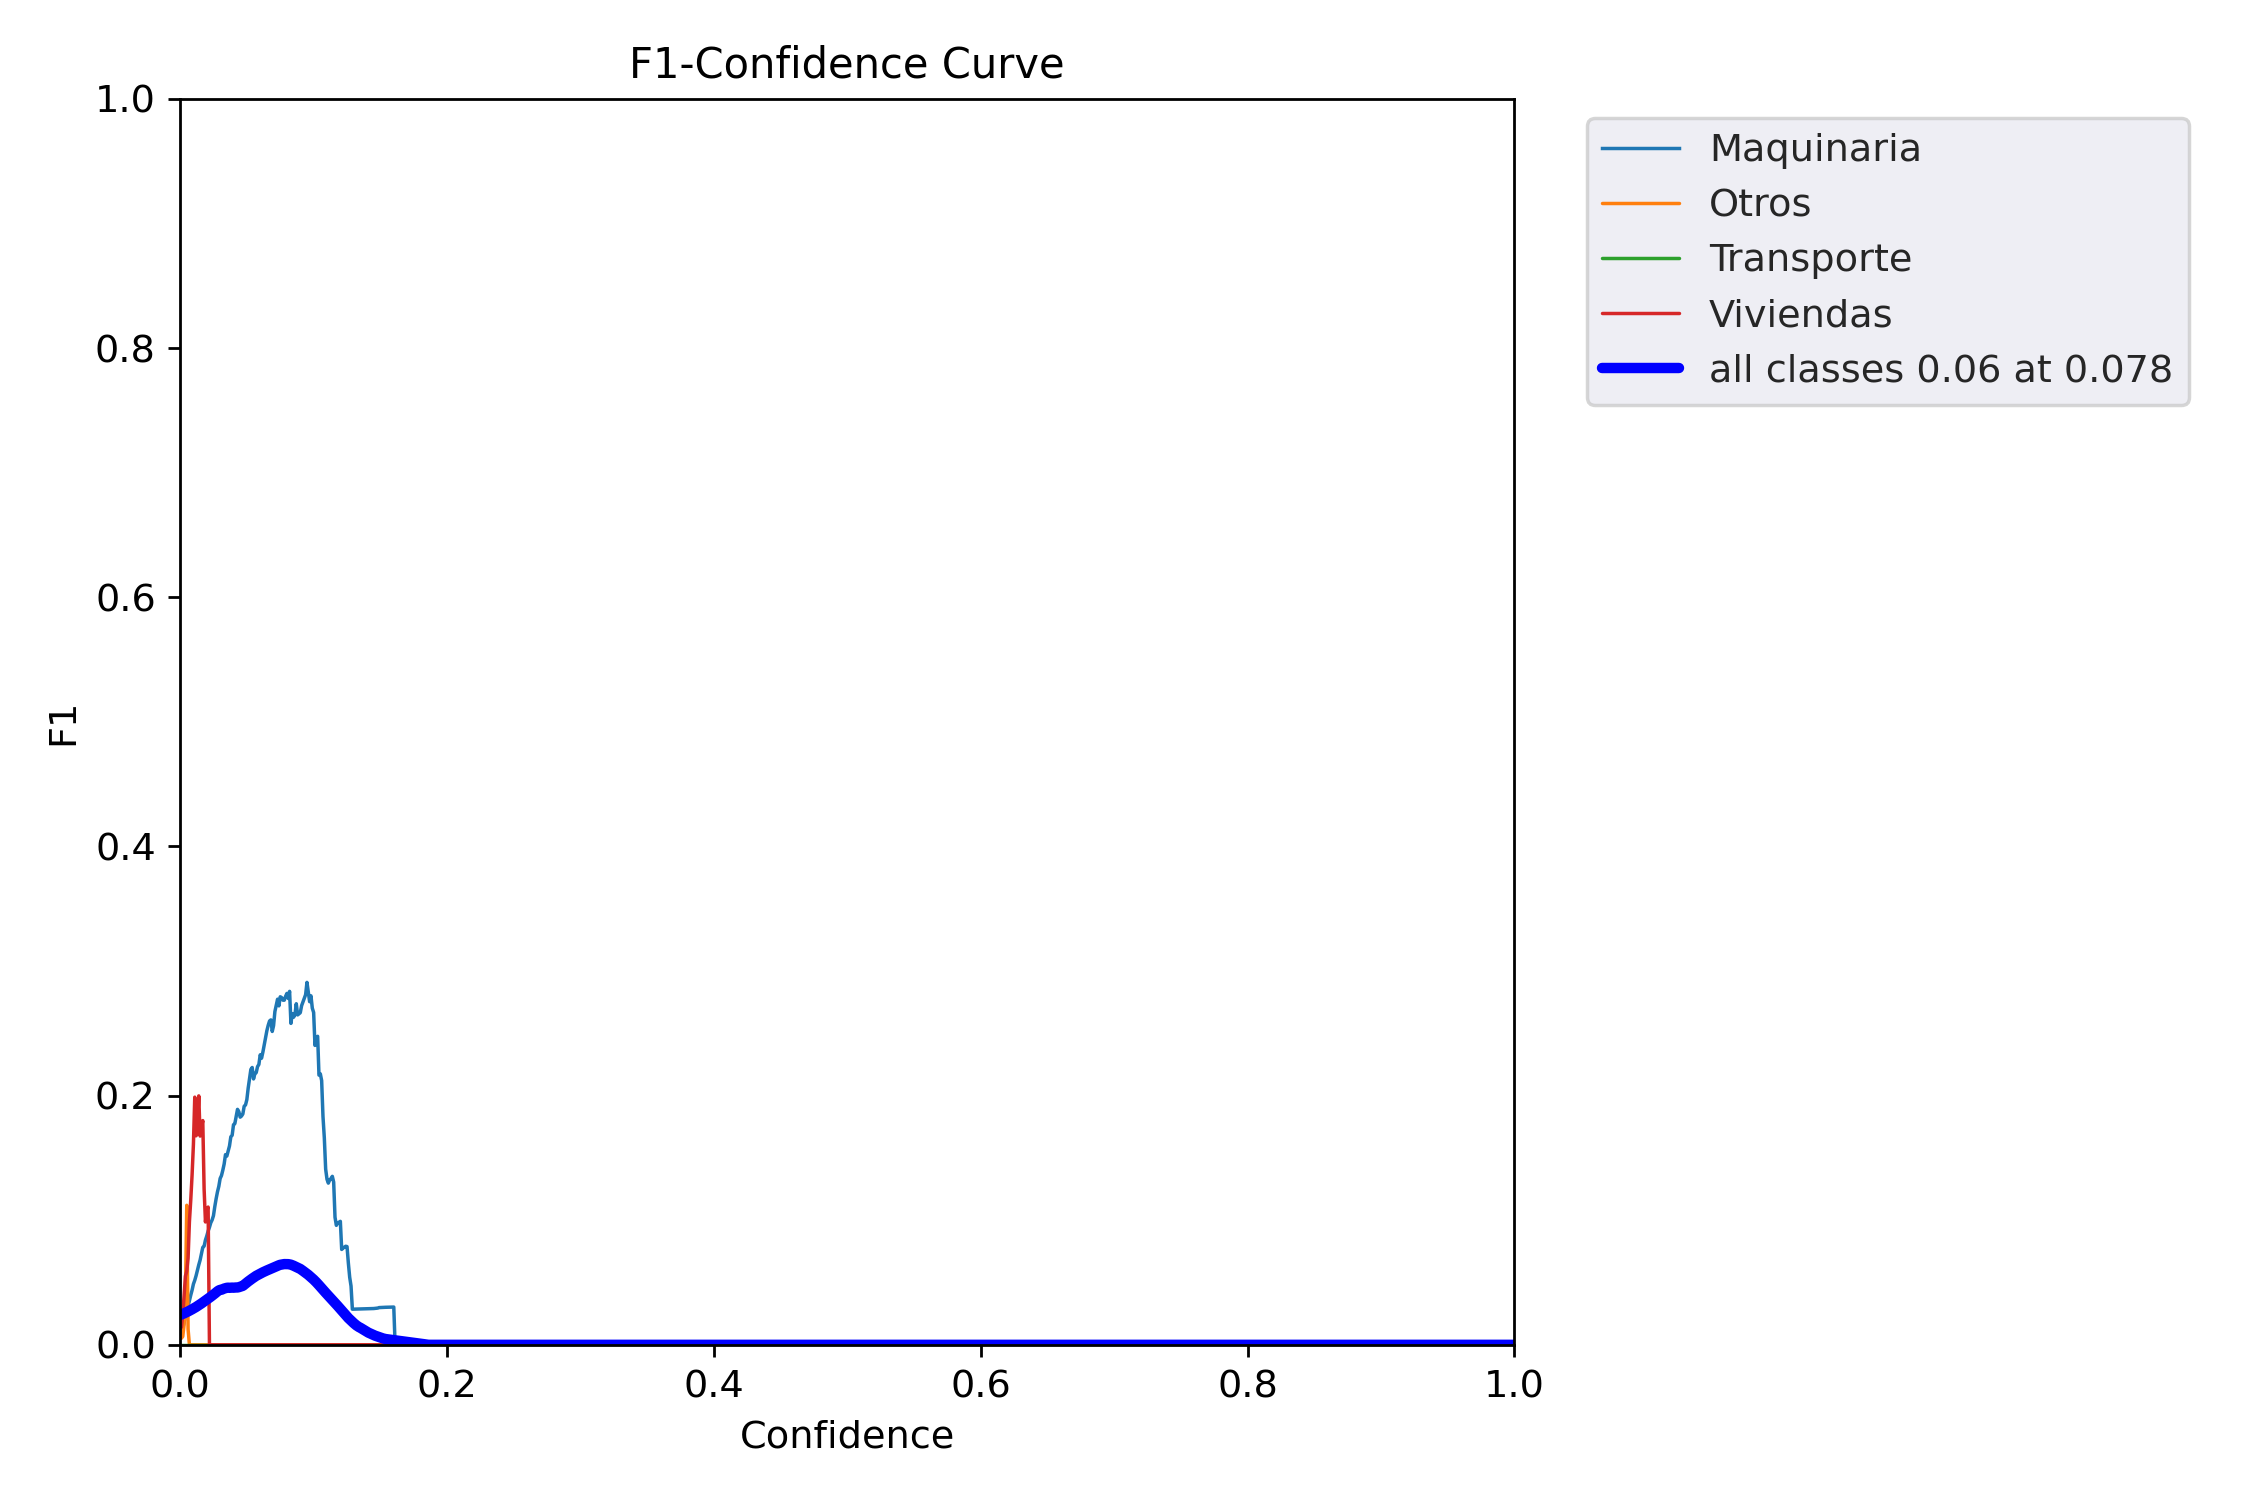 F1-Confidence Curve
1.0
0.8
0.6
0.4
0.2
0.0
F1
0.0 0.2 0.4 0.6 0.8 1.0
Confidence
Maquinaria
Otros
Transporte
Viviendas
all classes 0.06 at 0.078